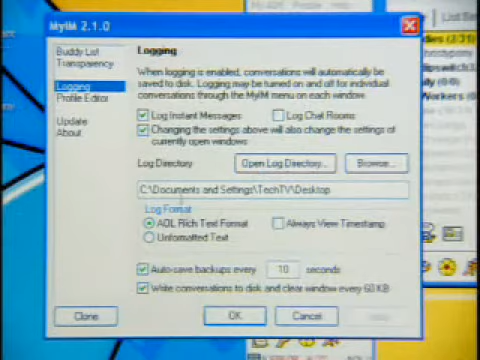 MyIM 2.1.0
Buddy List
Transparency
Logging
Profile Editor
Update
About
Logging
When logging is enabled, conversations will automatically be
saved to disk. Logging may be turned on and off for individual
conversations through the MyIM menu on each window.
Log Instant Messages
Log Chat Rooms
Changing the settings above will also change the settings of
currently open windows
Log Directory
Open Log Directory...
Browse...
C:\Documents and Settings\TechTV\Desktop
Log Format
AOL Rich Text Format
Always View Timestamp
Unformatted Text
Auto-save backups every 10 seconds
Write conversations to disk and clear window every 60 KB
Clone
OK
Cancel
List
Workers